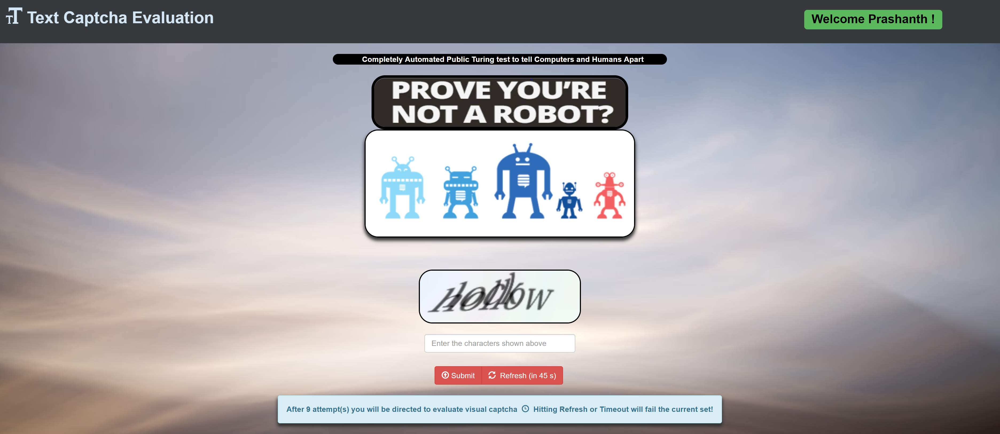 Text Captcha Evaluation
Welcome Prashanth !
Completely Automated Public Turing test to tell Computers and Humans Apart
PROVE YOU'RE
NOT A ROBOT?
Enter the characters shown above
Submit
Refresh (in 45 s)
After 9 attempt(s) you will be directed to evaluate visual captcha Hitting Refresh or Timeout will fail the current set!